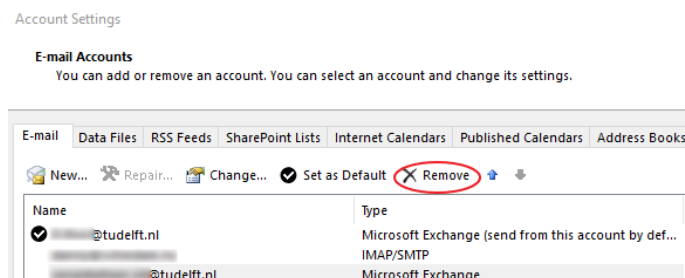 Account Settings
E-mail Accounts
You can add or remove an account. You can select an account and change its settings.
E-mail Data Files RSS Feeds SharePoint Lists Internet Calendars Published Calendars Address Books
New... Repair... Change... Set as Default Remove
Name Type
@tudelft.nl Microsoft Exchange (send from this account by def...
IMAP/SMTP
@tudelft.nl Microsoft Exchange